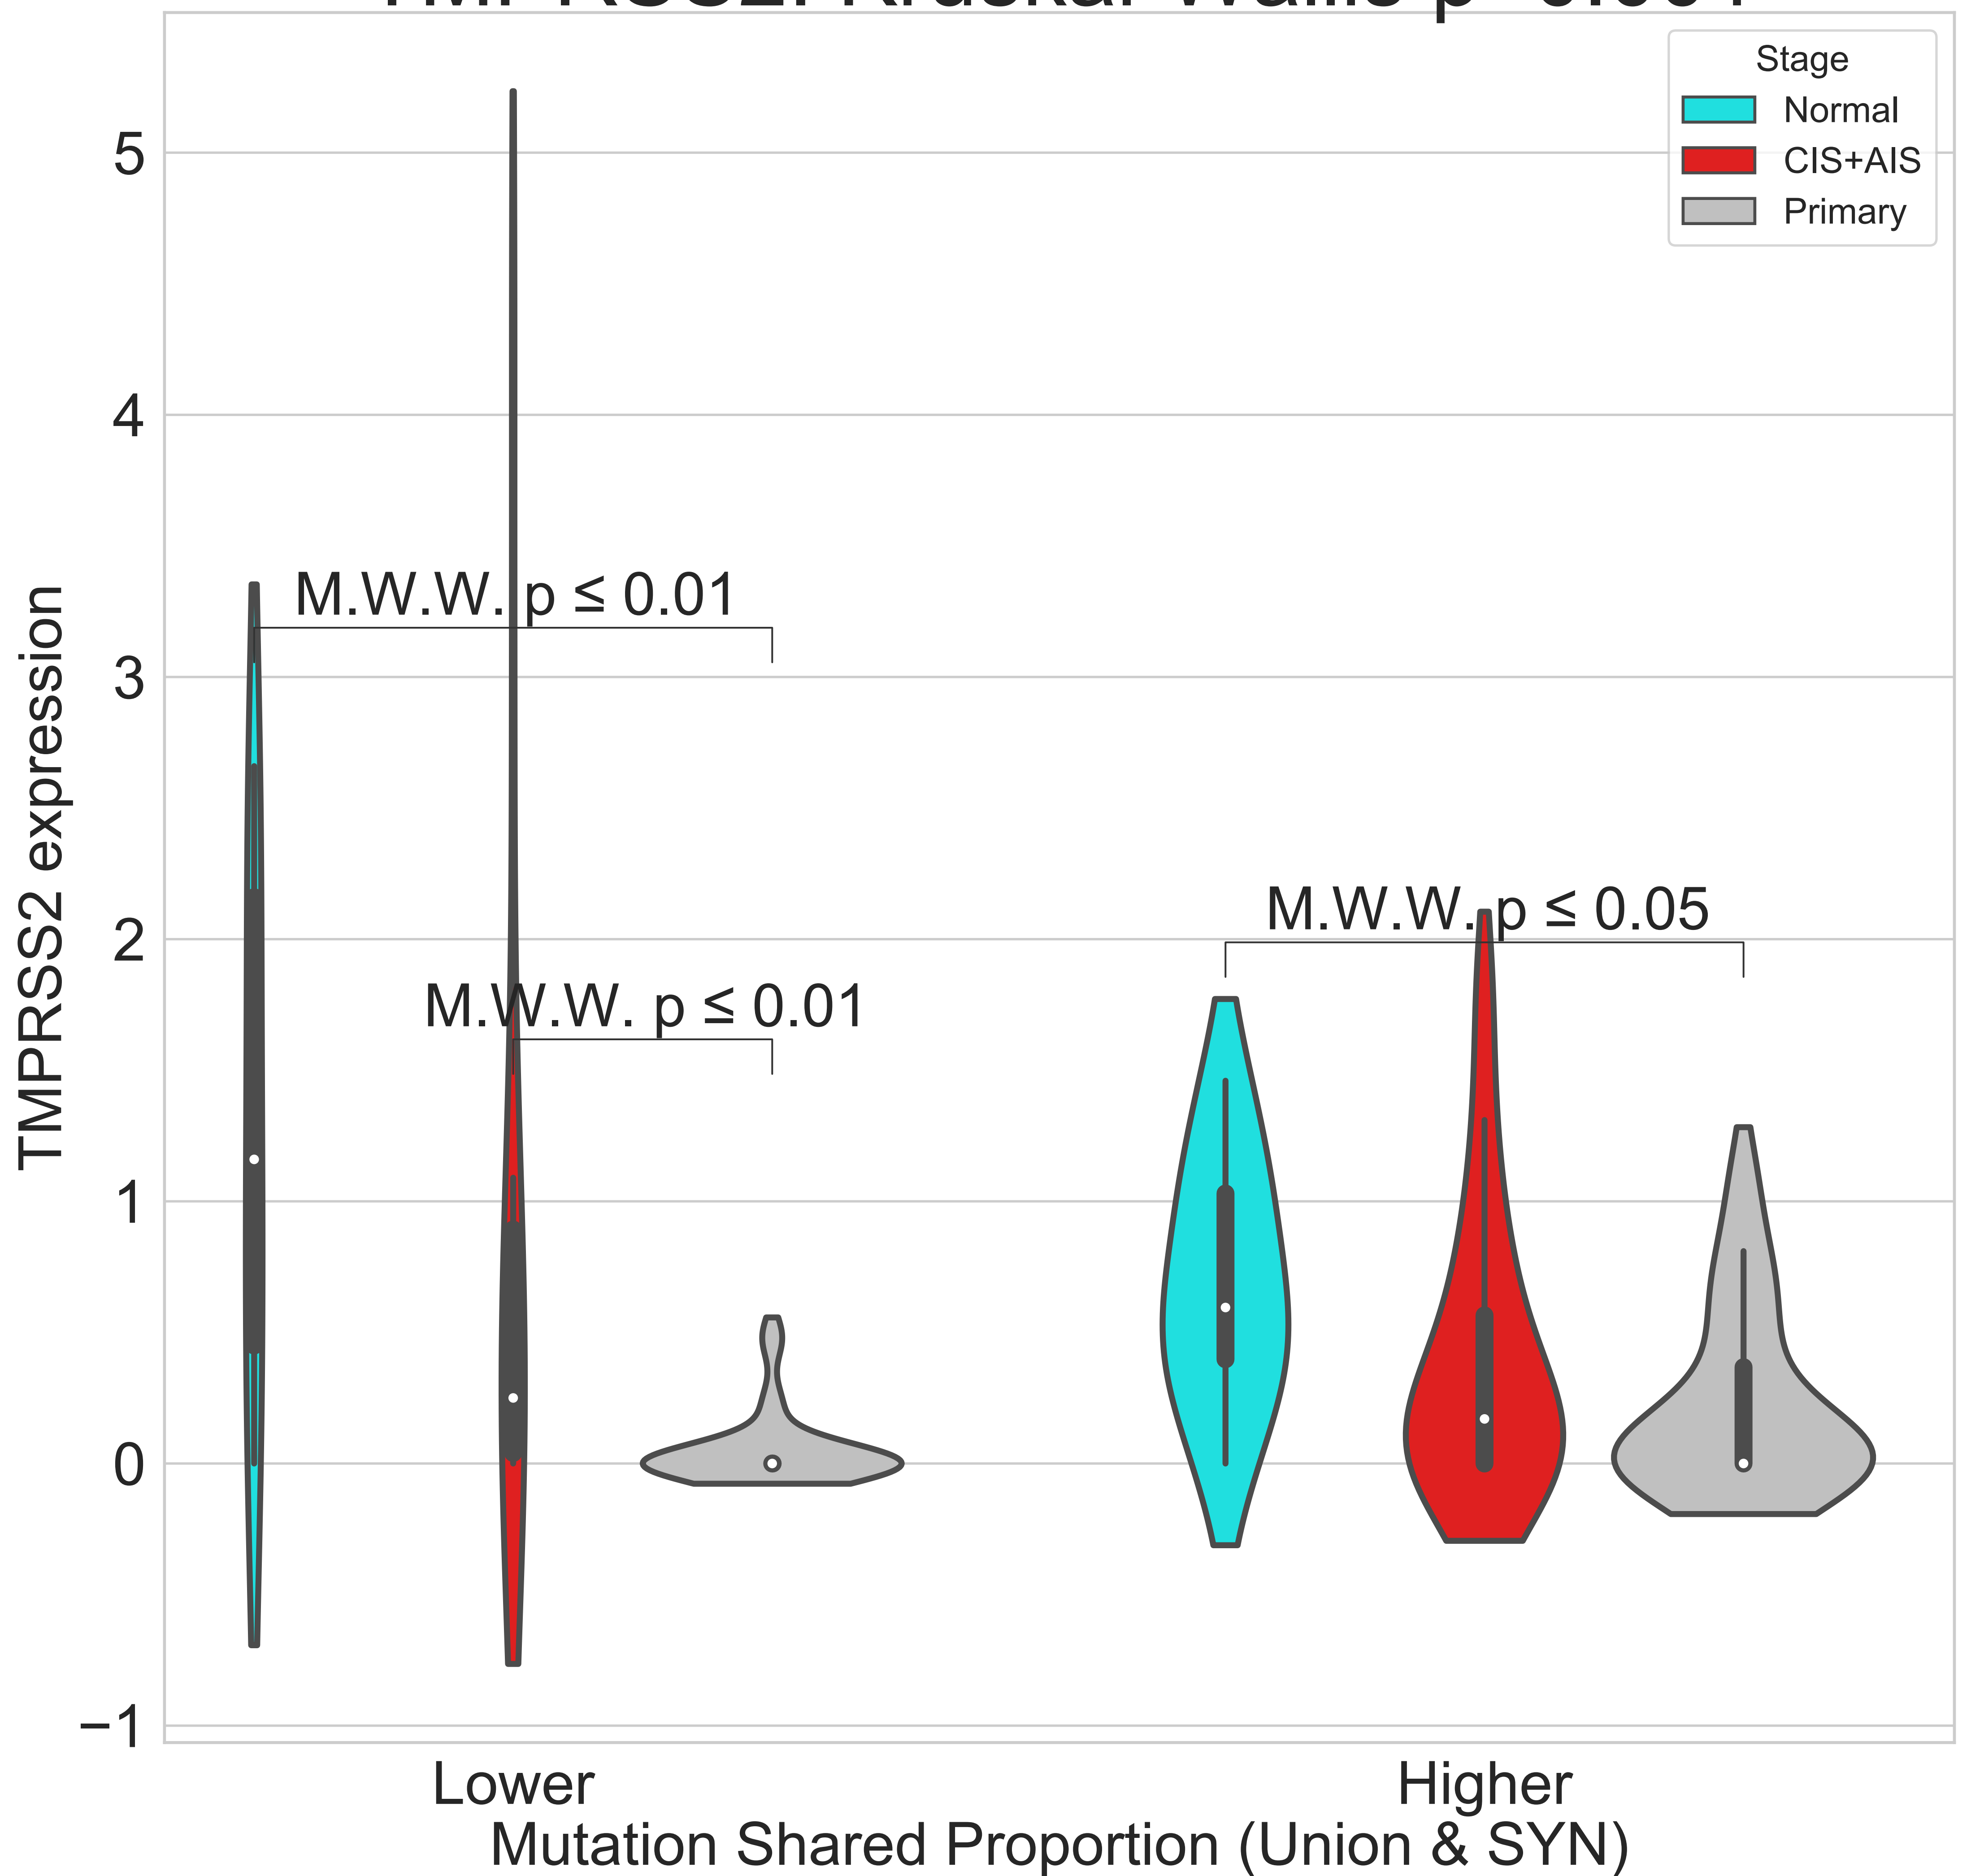 Stage
Normal
CIS+AIS
Primary
5
4
3
2
1
0
−1
TMPRSS2 expression
M.W.W. p ≤ 0.01
M.W.W. p ≤ 0.05
M.W.W. p ≤ 0.01
Lower
Higher
Mutation Shared Proportion (Union & SYN)